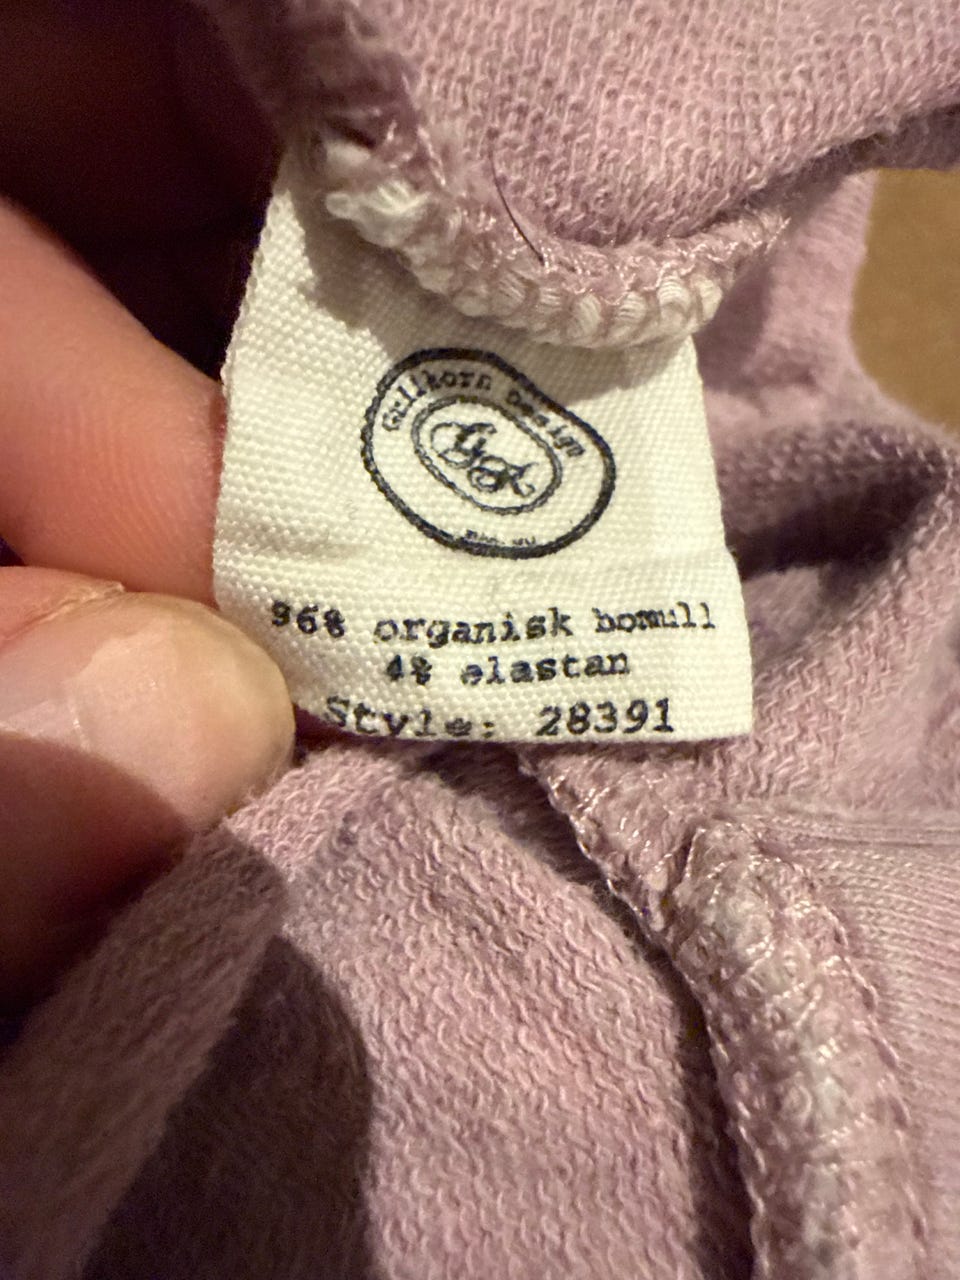 Gullkorn Design
GK
96% organisk bomull
4% elastan
Style: 28391